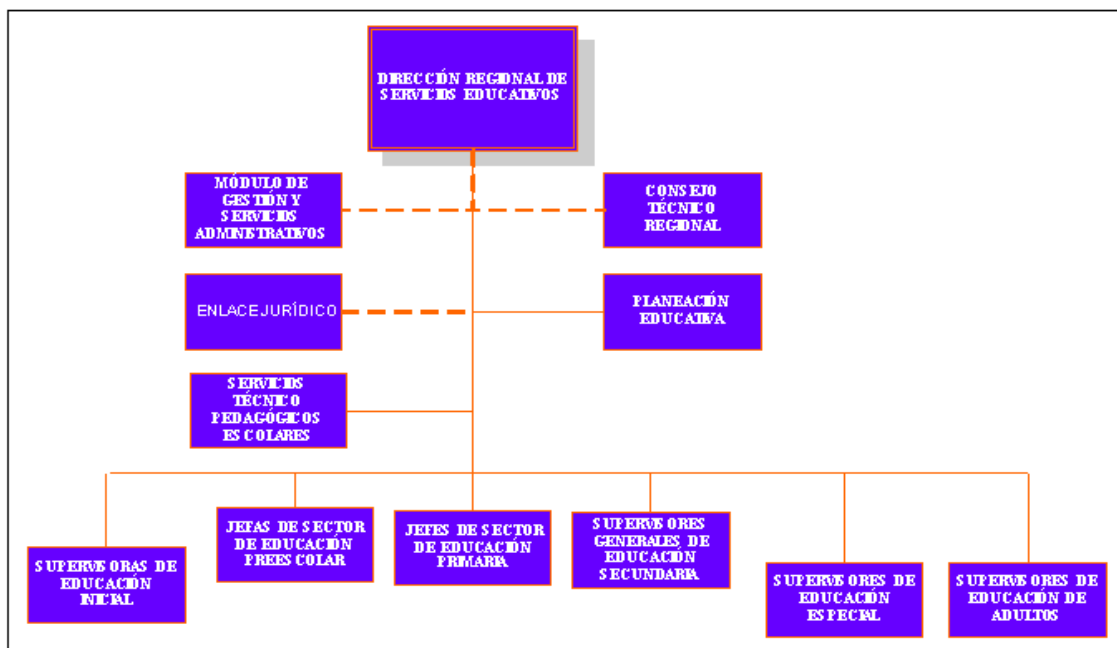 DIRECCIÓN REGIONAL DE
SERVICIOS EDUCATIVOS
MÓDULO DE
GESTIÓN Y
SERVICIOS
ADMINISTRATIVOS
CONSEJO
TÉCNICO
REGIONAL
ENLACE JURÍDICO
PLANEACIÓN
EDUCATIVA
SERVICIOS
TÉCNICO
PEDAGÓGICOS
ESCOLARES
SUPERVISORAS DE
EDUCACIÓN
INICIAL
JEFAS DE SECTOR
DE EDUCACIÓN
PREESCOLAR
JEFES DE SECTOR
DE EDUCACIÓN
PRIMARIA
SUPERVISORES
GENERALES DE
EDUCACIÓN
SECUNDARIA
SUPERVISORES DE
EDUCACIÓN
ESPECIAL
SUPERVISORES DE
EDUCACIÓN DE
ADULTOS